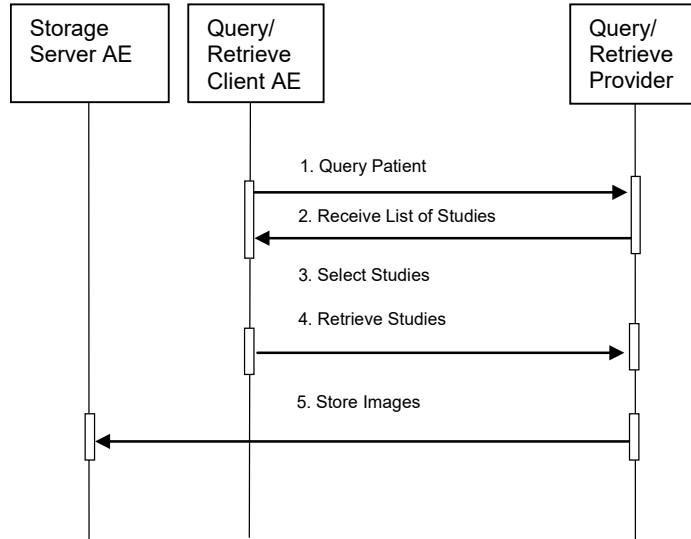 Storage
Server AE
Query/
Retrieve
Client AE
Query/
Retrieve
Provider
1. Query Patient
2. Receive List of Studies
3. Select Studies
4. Retrieve Studies
5. Store Images